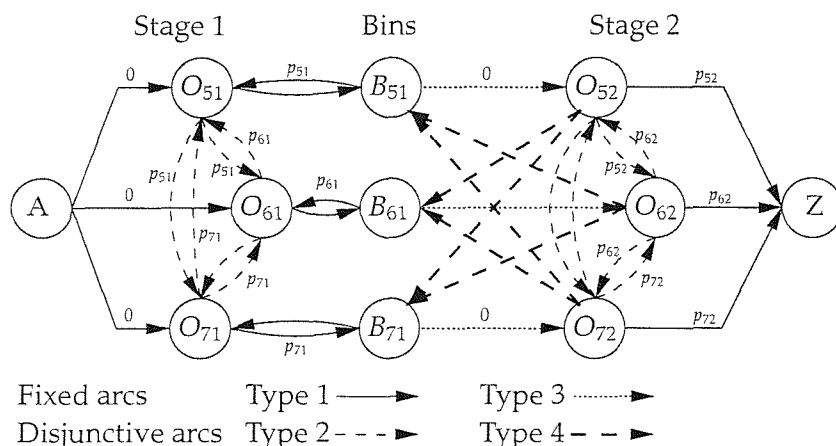 Stage 1 Bins Stage 2
0 p51 0 p52
O51 B51 O52
p61 p62
p51 p51 p52
0 p61 p62
A O61 B61 O62 Z
p71 p62
p71 p72
0 p71 0 p72
O71 B71 O72
Fixed arcs Type 1 Type 3
Disjunctive arcs Type 2 Type 4